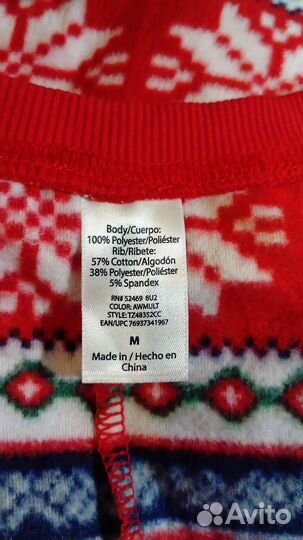 Body/Cuerpo:
100% Polyester/Poliéster
Rib/Ribete:
57% Cotton/Algodón
38% Polyester/Poliéster
5% Spandex
RN# 52469 8U2
COLOR: AWMULT
STYLE: TZ48352CC
EAN/UPC 76937341967
M
Made in / Hecho en
China
Avito